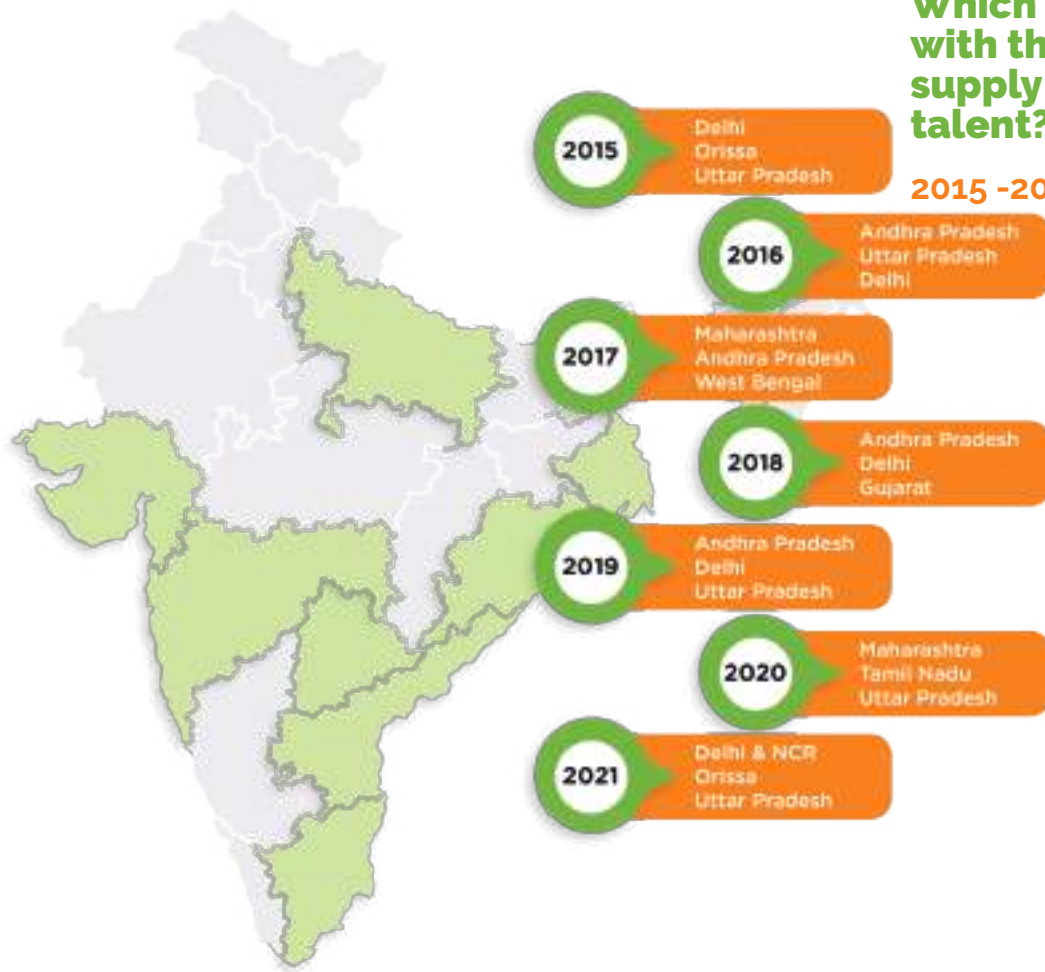 Which
with th
supply
talent?
2015 -20
2015
Delhi
Orissa
Uttar Pradesh
2016
Andhra Pradesh
Uttar Pradesh
Delhi
2017
Maharashtra
Andhra Pradesh
West Bengal
2018
Andhra Pradesh
Delhi
Gujarat
2019
Andhra Pradesh
Delhi
Uttar Pradesh
2020
Maharashtra
Tamil Nadu
Uttar Pradesh
2021
Delhi & NCR
Orissa
Uttar Pradesh